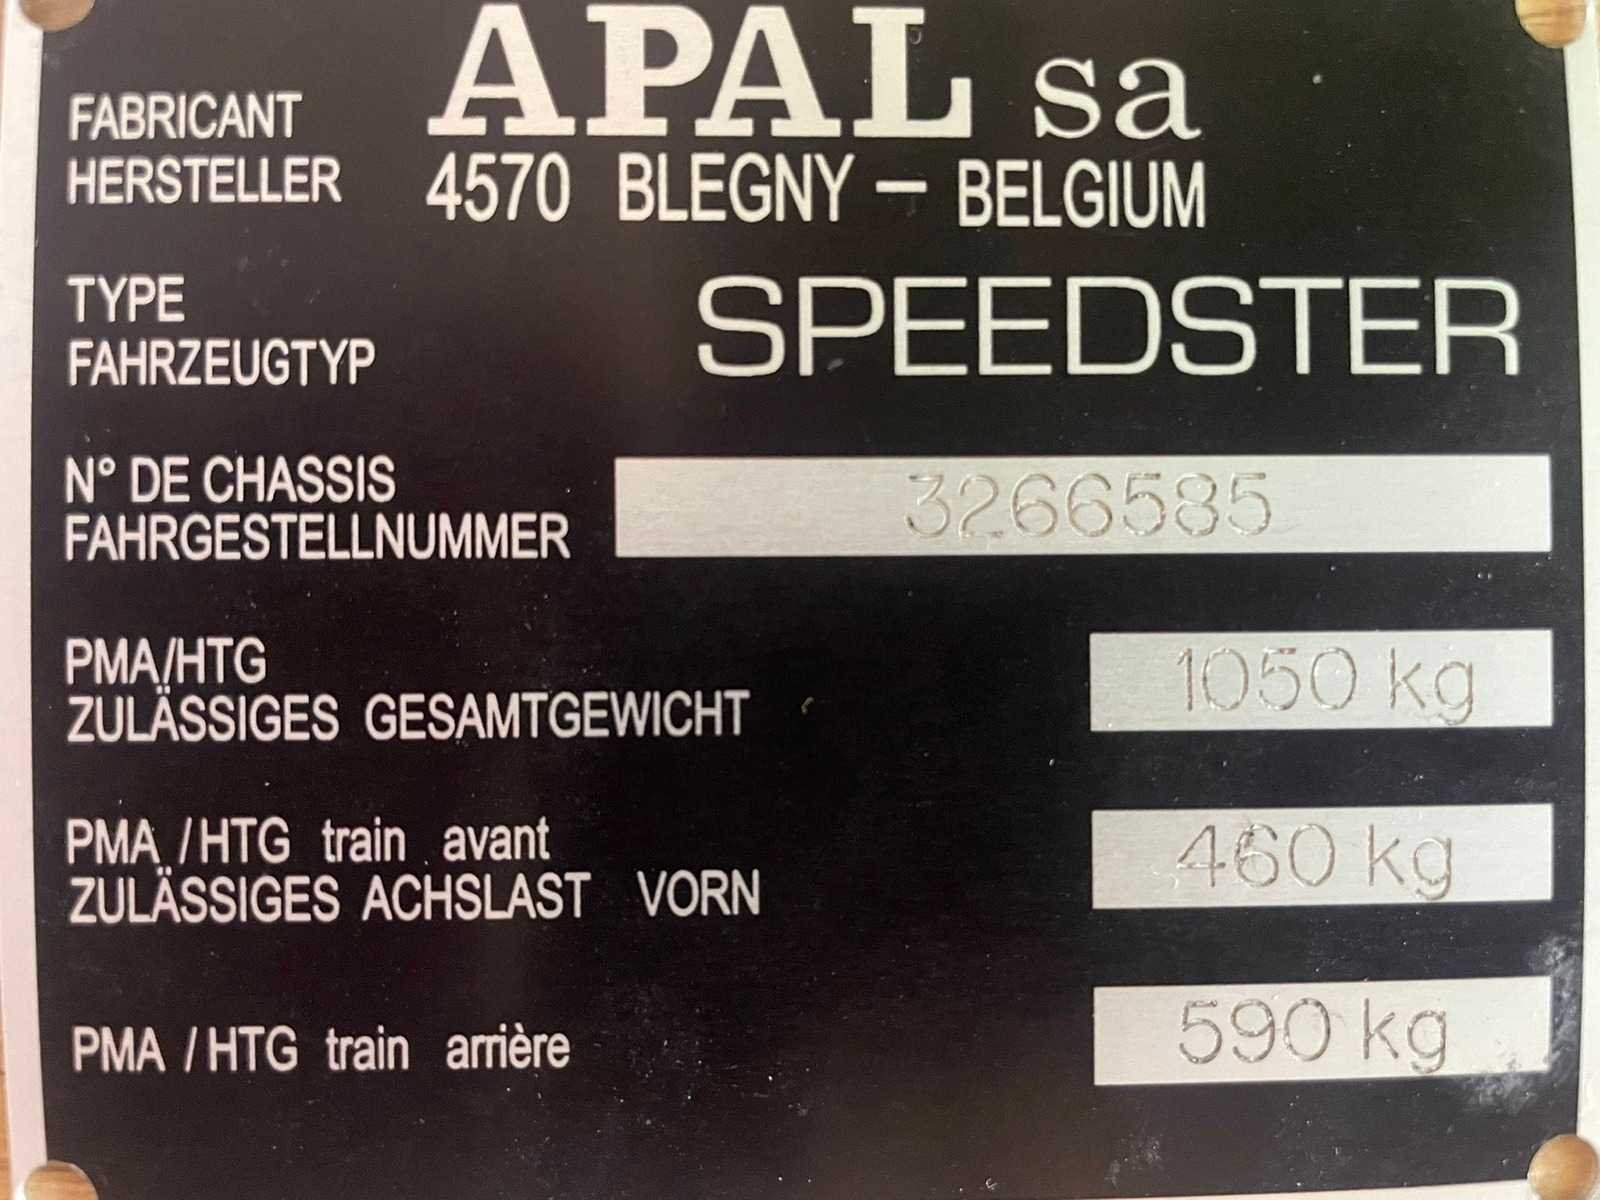 FABRICANT APAL sa
HERSTELLER 4570 BLEGNY – BELGIUM
TYPE SPEEDSTER
FAHRZEUGTYP
N° DE CHASSIS 3266585
FAHRGESTELLNUMMER
PMA/HTG 1050 kg
ZULÄSSIGES GESAMTGEWICHT
PMA /HTG train avant 460 kg
ZULÄSSIGES ACHSLAST VORN
PMA /HTG train arrière 590 kg